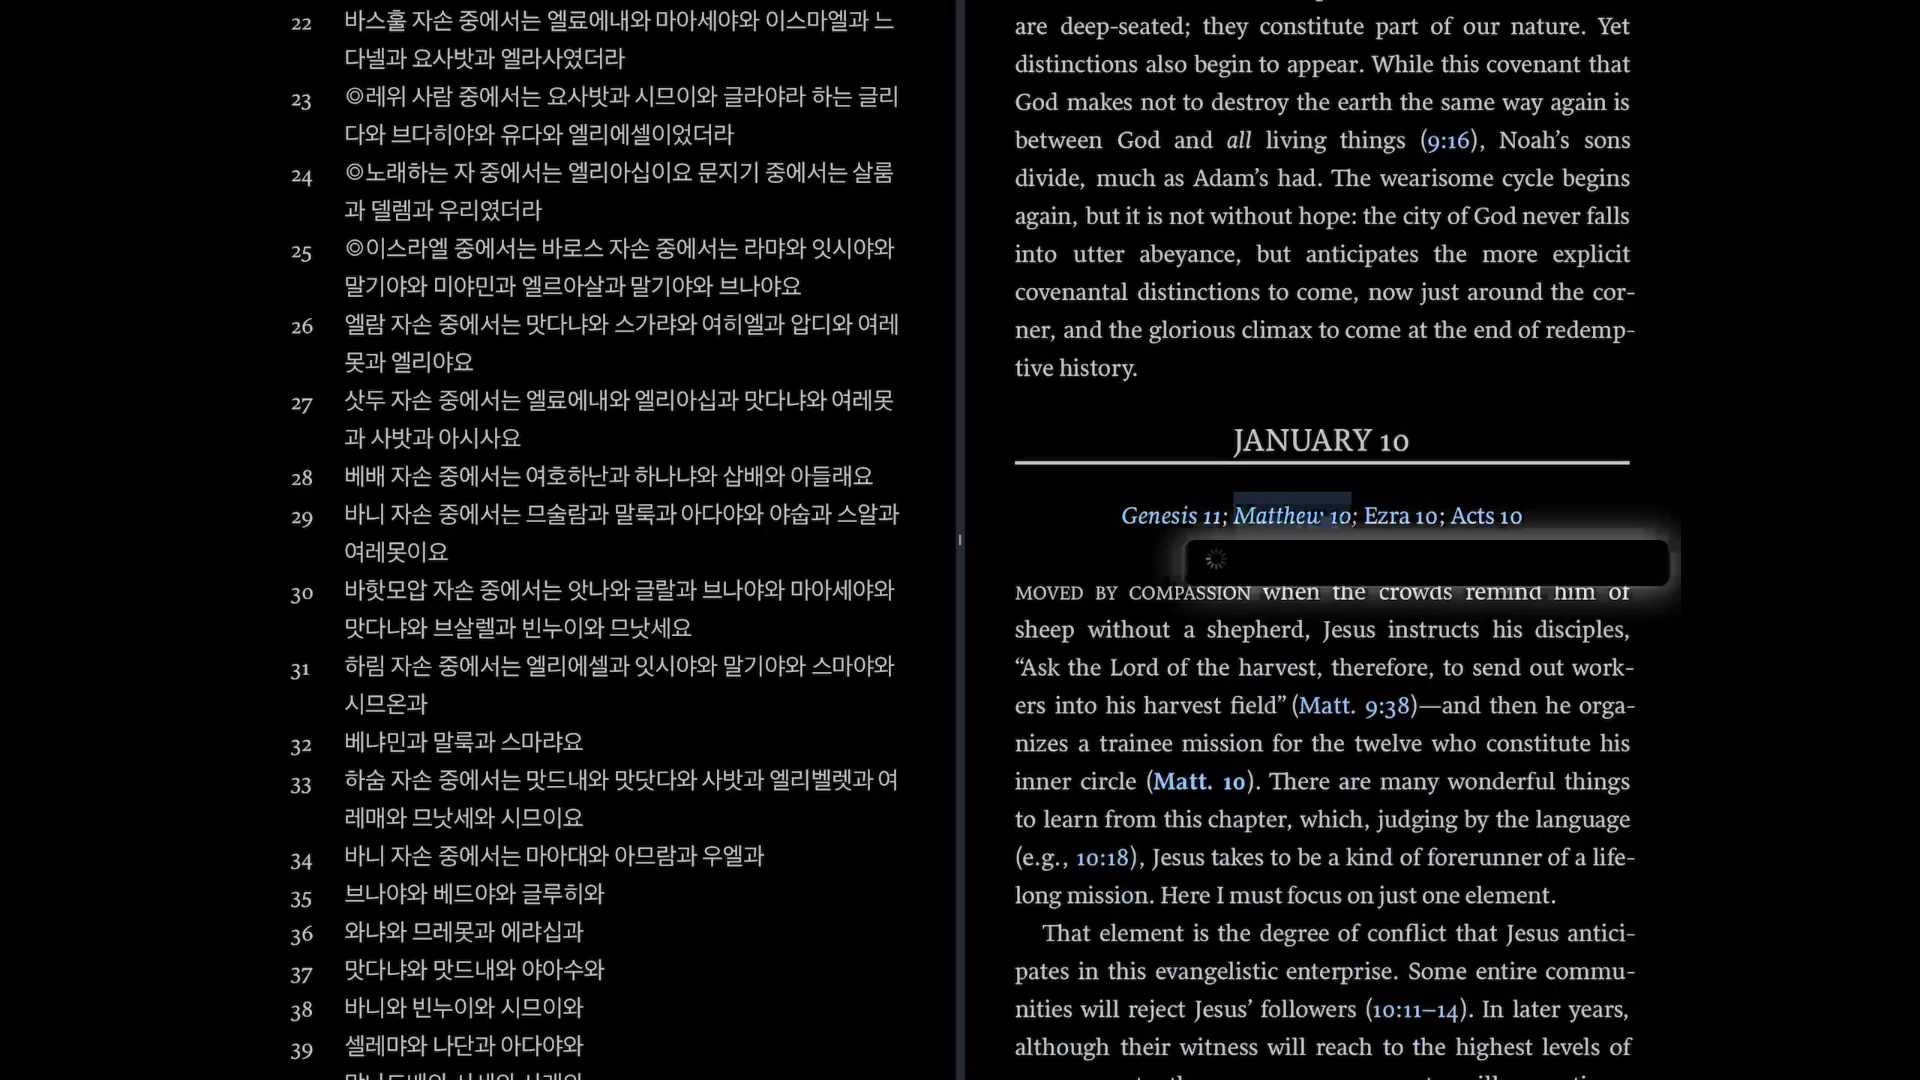 22 바스훌 자손 중에서는 엘료에내와 마아세야와 이스마엘과 느
다넬과 요사밧과 엘라사였더라
23 ◎레위 사람 중에서는 요사밧과 시므이와 글라야라 하는 글리
다와 브다히야와 유다와 엘리에셀이었더라
24 ◎노래하는 자 중에서는 엘리아십이요 문지기 중에서는 살룸
과 델렘과 우리였더라
25 ◎이스라엘 중에서는 바로스 자손 중에서는 라먀와 잇시야와
말기야와 미야민과 엘르아살과 말기야와 브나야요
26 엘람 자손 중에서는 맛다냐와 스가랴와 여히엘과 압디와 여레
못과 엘리야요
27 삿두 자손 중에서는 엘료에내와 엘리아십과 맛다냐와 여레못
과 사밧과 아시사요
28 베배 자손 중에서는 여호하난과 하나냐와 삽배와 아들래요
29 바니 자손 중에서는 므술람과 말룩과 아다야와 야숩과 스알과
여레못이요
30 바핫모압 자손 중에서는 앗나와 글랄과 브나야와 마아세야와
맛다냐와 브살렐과 빈누이와 므낫세요
31 하림 자손 중에서는 엘리에셀과 잇시야와 말기야와 스마야와
시므온과
32 베냐민과 말룩과 스마랴요
33 하숨 자손 중에서는 맛드내와 맛닷다와 사밧과 엘리벨렛과 여
레매와 므낫세와 시므이요
34 바니 자손 중에서는 마아대와 아므람과 우엘과
35 브나야와 베드야와 글루히와
36 와냐와 므레못과 에랴십과
37 맛다냐와 맛드내와 야아수와
38 바니와 빈누이와 시므이와
39 셀레먀와 나단과 아다야와
are deep-seated; they constitute part of our nature. Yet
distinctions also begin to appear. While this covenant that
God makes not to destroy the earth the same way again is
between God and all living things (9:16), Noah’s sons
divide, much as Adam’s had. The wearisome cycle begins
again, but it is not without hope: the city of God never falls
into utter abeyance, but anticipates the more explicit
covenantal distinctions to come, now just around the cor-
ner, and the glorious climax to come at the end of redemp-
tive history.
JANUARY 10
Genesis 11; Matthew 10; Ezra 10; Acts 10
MOVED BY COMPASSION when the crowds remind him of
sheep without a shepherd, Jesus instructs his disciples,
“Ask the Lord of the harvest, therefore, to send out work-
ers into his harvest field” (Matt. 9:38)—and then he orga-
nizes a trainee mission for the twelve who constitute his
inner circle (Matt. 10). There are many wonderful things
to learn from this chapter, which, judging by the language
(e.g., 10:18), Jesus takes to be a kind of forerunner of a life-
long mission. Here I must focus on just one element.
That element is the degree of conflict that Jesus antici-
pates in this evangelistic enterprise. Some entire commu-
nities will reject Jesus’ followers (10:11–14). In later years,
although their witness will reach to the highest levels of